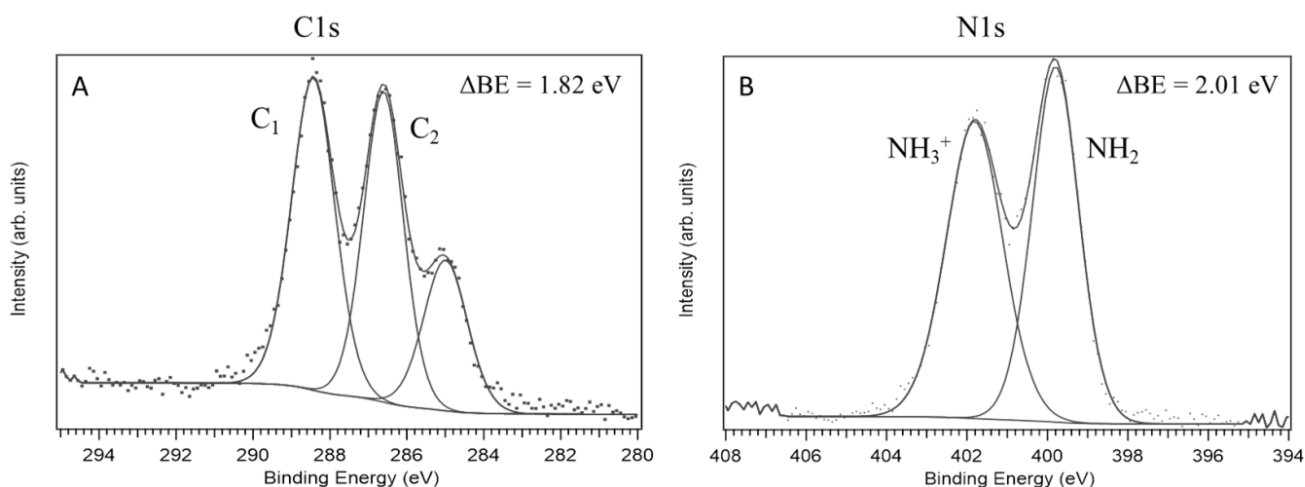 C1s
A
ΔBE = 1.82 eV
C₁
C₂
Intensity (arb. units)
294 292 290 288 286 284 282 280
Binding Energy (eV)
N1s
B
ΔBE = 2.01 eV
NH₃⁺
NH₂
Intensity (arb. units)
408 406 404 402 400 398 396 394
Binding Energy (eV)